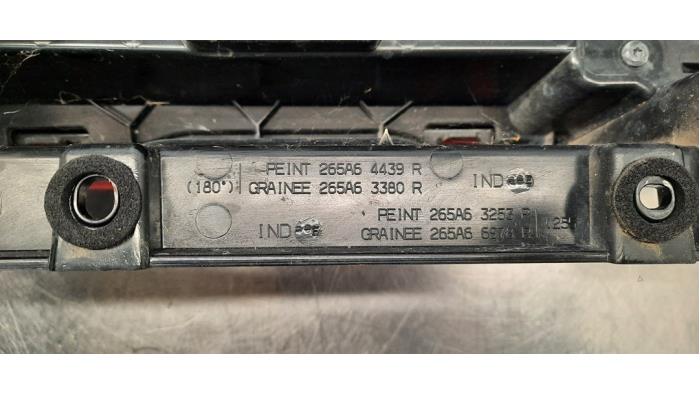 PEINT 265A6 4439 R
(180°) GRAINEE 265A6 3380 R
IND
PEINT 265A6 3253 R
IND
GRAINEE 265A6